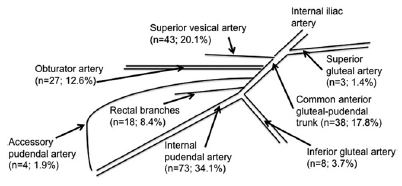 Internal iliac
artery
Superior vesical artery
(n=43; 20.1%)
Obturator artery
(n=27; 12.6%)
Superior
gluteal artery
(n=3; 1.4%)
Rectal branches
(n=18; 8.4%)
Common anterior
gluteal-pudendal
trunk (n=38; 17.8%)
Accessory
pudendal artery
(n=4; 1.9%)
Internal
pudendal artery
(n=73; 34.1%)
Inferior gluteal artery
(n=8; 3.7%)